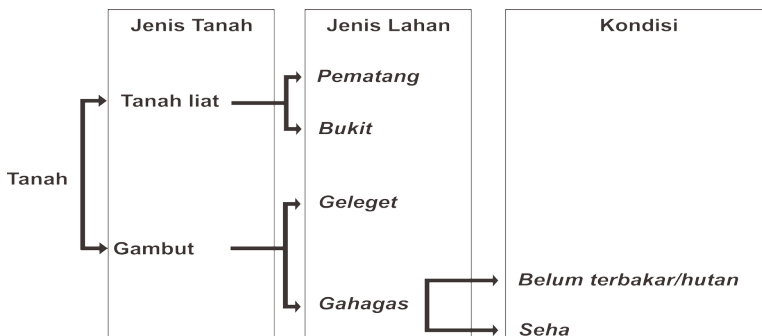 Jenis Tanah
Jenis Lahan
Kondisi
Pematang
Tanah liat
Bukit
Tanah
Geleget
Gambut
Belum terbakar/hutan
Gahagas
Seha